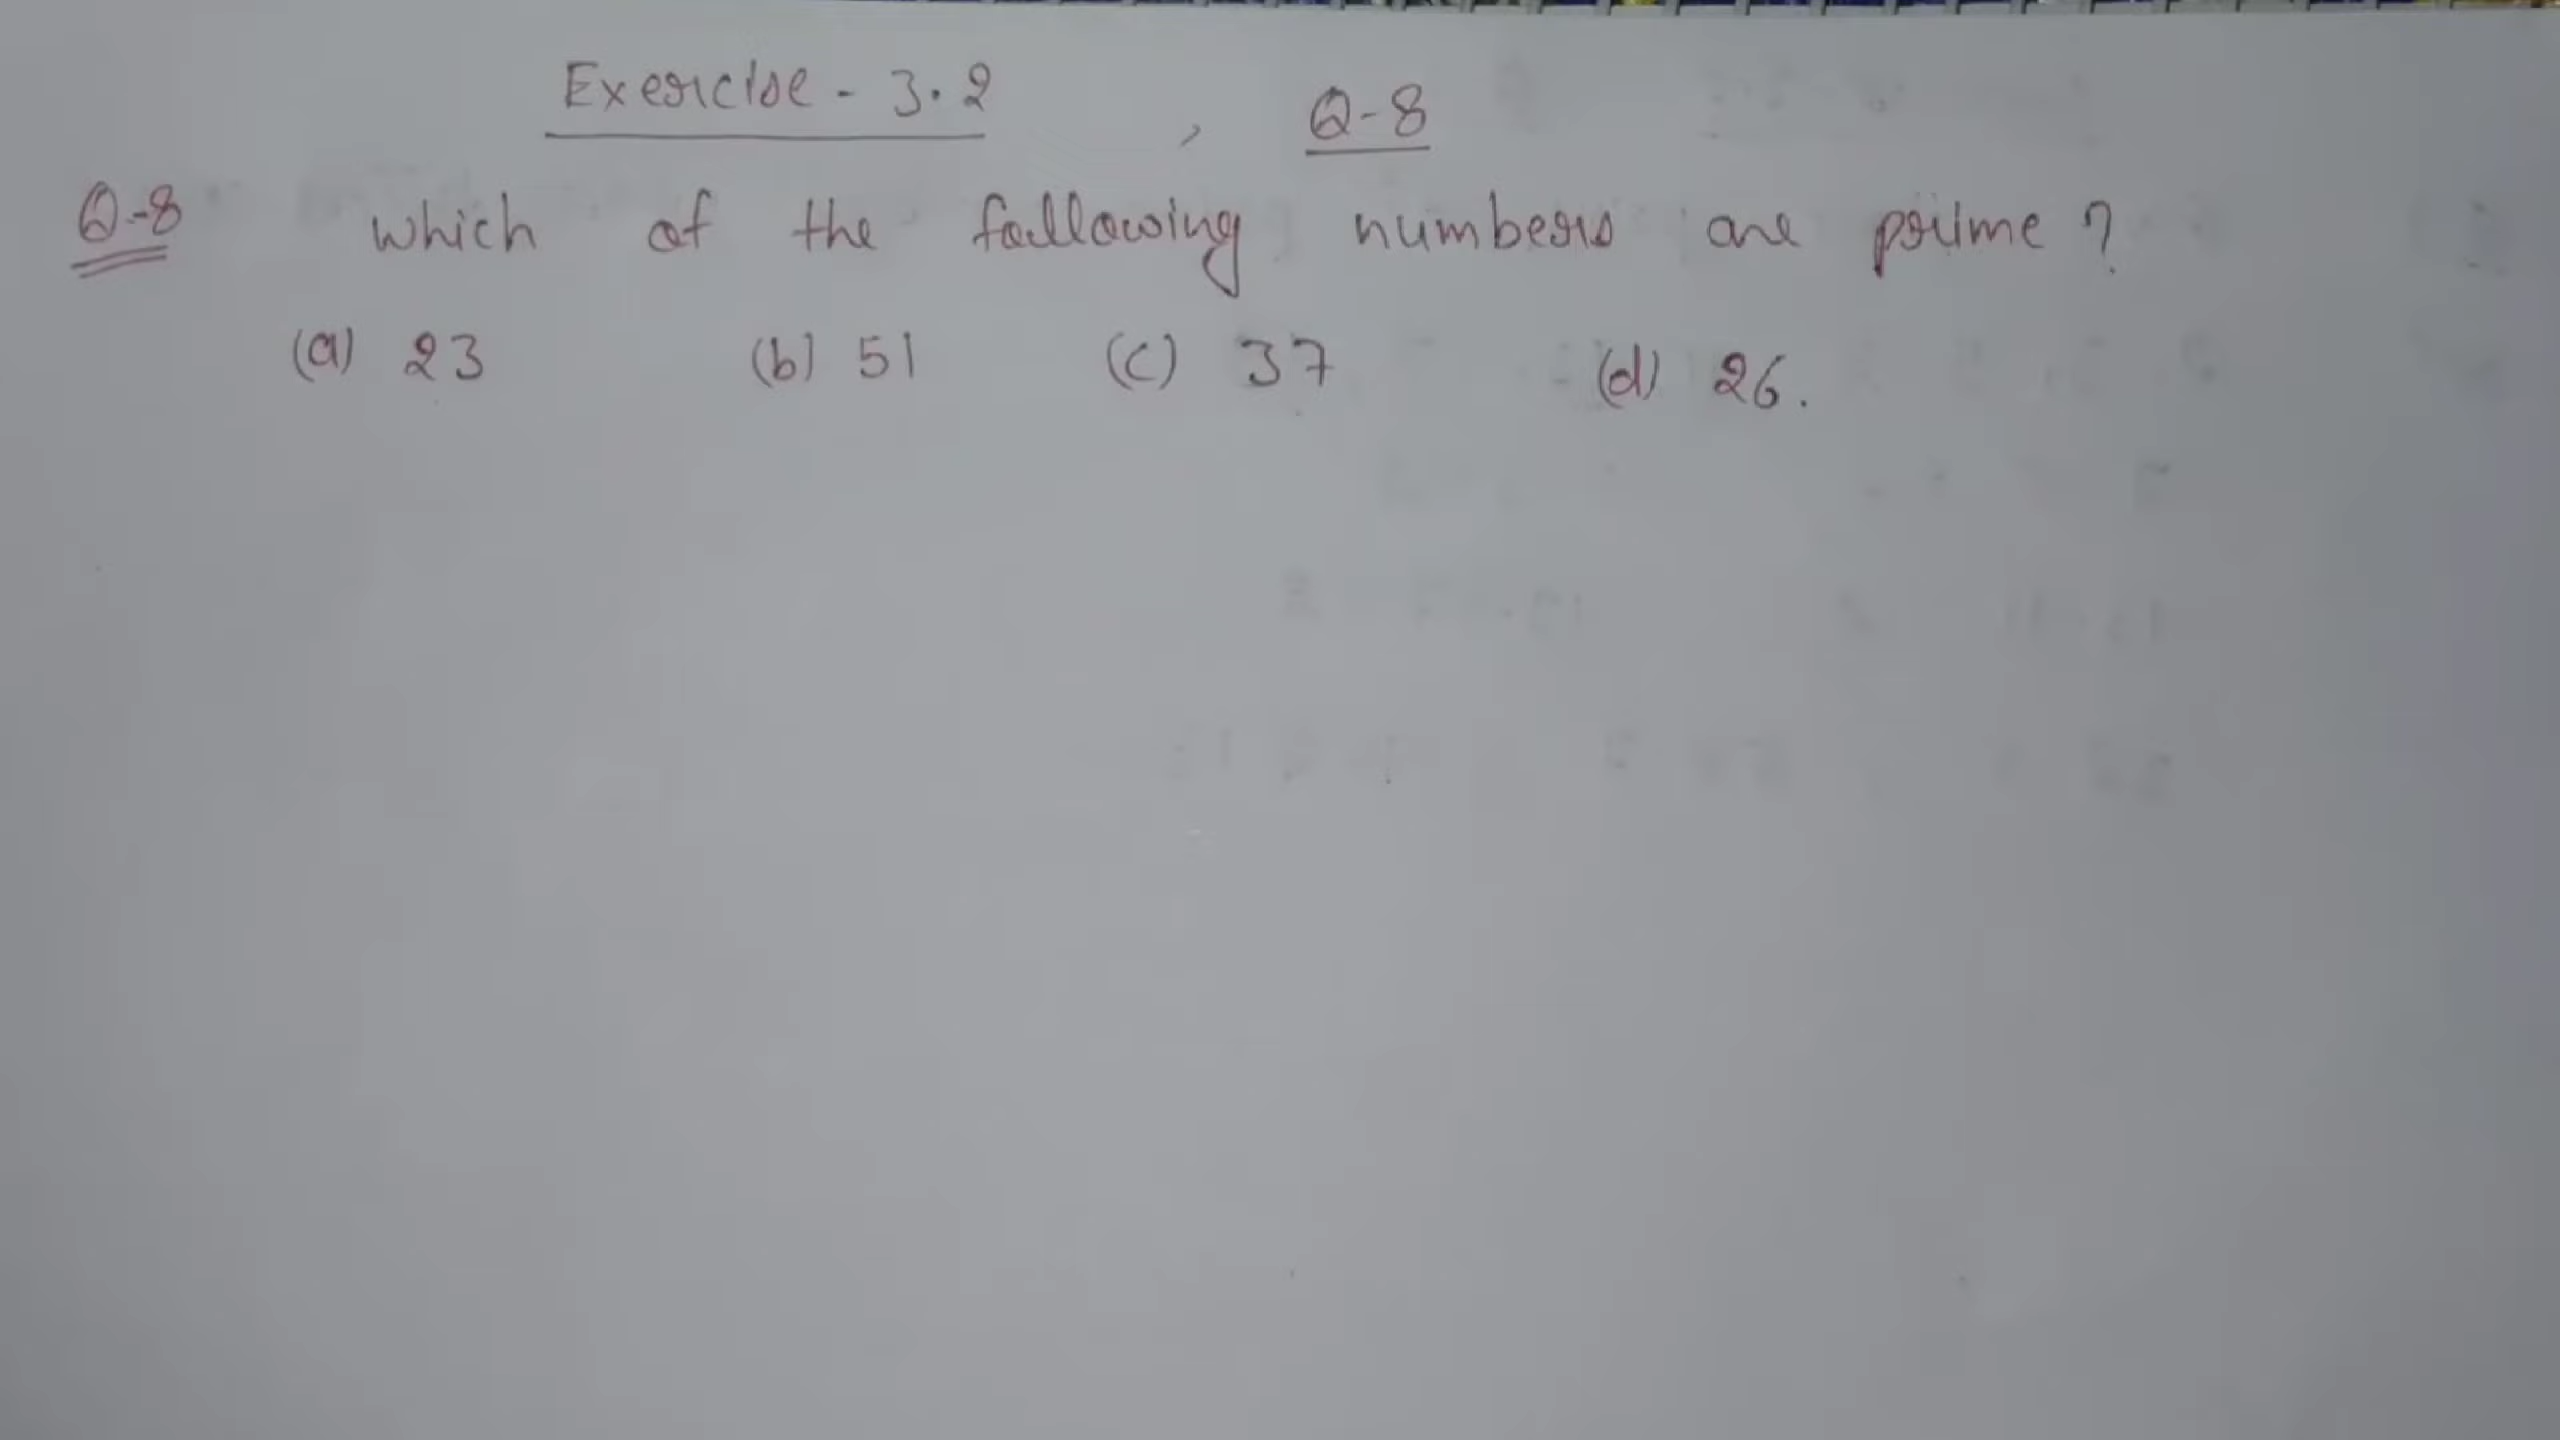 Exercise - 3.2 , Q-8
Q-8 which of the following numbers are prime ?
(a) 23 (b) 51 (c) 37 (d) 26.